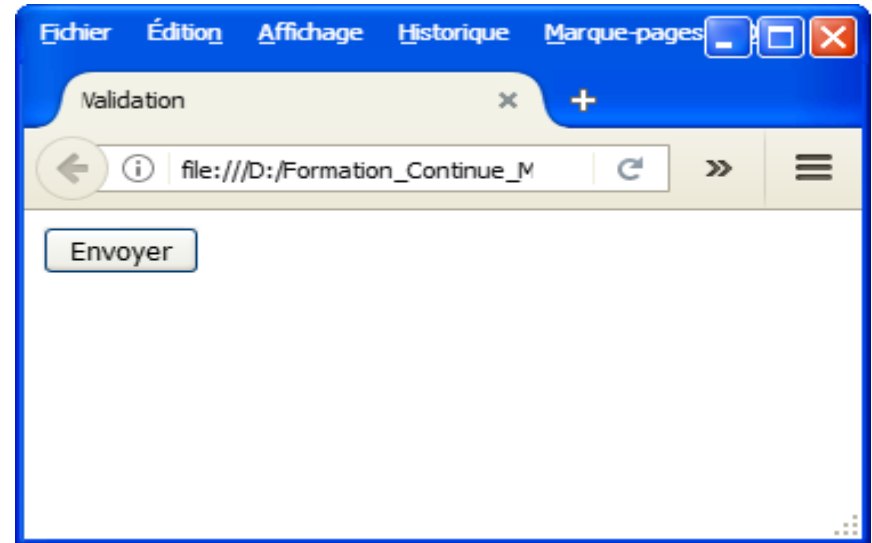 Fichier Édition Affichage Historique Marque-pages
Validation
file:///D:/Formation_Continue_M
Envoyer